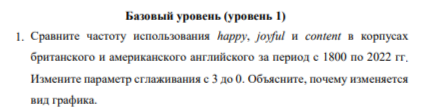 Базовый уровень (уровень 1)
1. Сравните частоту использования happy, joyful и content в корпусах
британского и американского английского за период с 1800 по 2022 гг.
Измените параметр сглаживания с 3 до 0. Объясните, почему изменяется
вид графика.